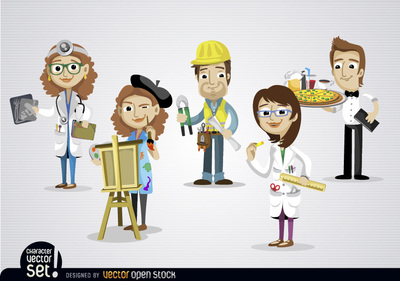 CHARACTER
VECTOR
SET!
DESIGNED BY vector open stock